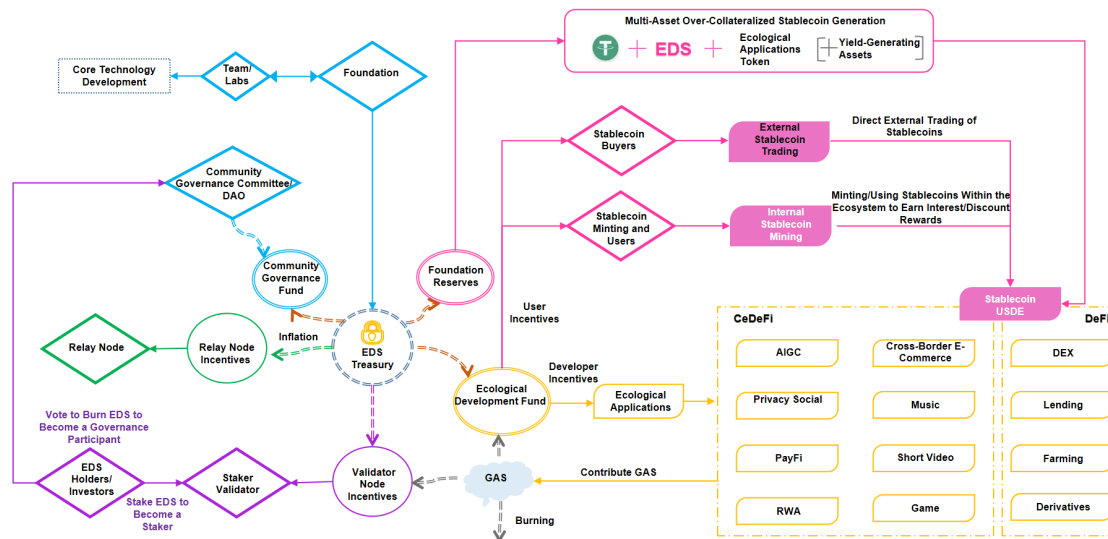 Multi-Asset Over-Collateralized Stablecoin Generation
EDS
Ecological
Applications
Token
Yield-Generating
Assets
Core Technology
Development
Team/
Labs
Foundation
Stablecoin
Buyers
External
Stablecoin
Trading
Direct External Trading of
Stablecoins
Community
Governance Committee/
DAO
Stablecoin
Minting and
Users
Internal
Stablecoin
Mining
Minting/Using Stablecoins Within the
Ecosystem to Earn Interest/Discount
Rewards
Community
Governance
Fund
Foundation
Reserves
Stablecoin
USDE
User
Incentives
CeDeFi
DeFi
Relay Node
Relay Node
Incentives
Inflation
EDS
Treasury
AIGC
Cross-Border E-
Commerce
DEX
Developer
Incentives
Ecological
Development Fund
Ecological
Applications
Privacy Social
Music
Lending
Vote to Burn EDS to
Become a Governance
Participant
EDS
Holders/
Investors
Staker
Validator
Validator
Node
Incentives
GAS
Contribute GAS
PayFi
Short Video
Farming
Stake EDS to
Become a
Staker
Burning
RWA
Game
Derivatives